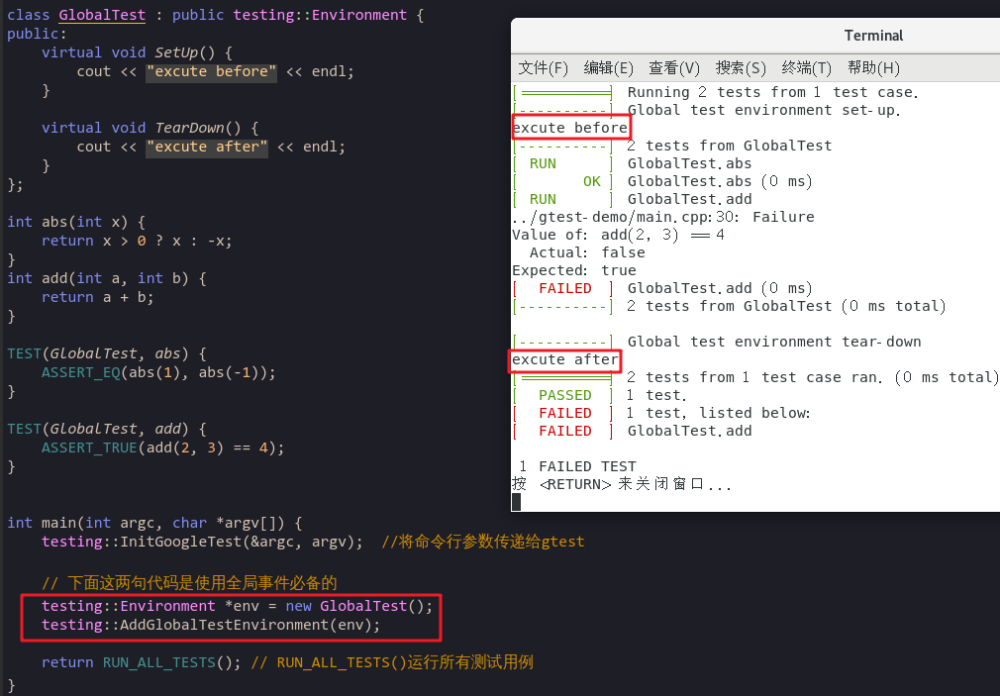 class GlobalTest : public testing::Environment {
public:
    virtual void SetUp() {
        cout << "excute before" << endl;
    }

    virtual void TearDown() {
        cout << "excute after" << endl;
    }
};

int abs(int x) {
    return x > 0 ? x : -x;
}
int add(int a, int b) {
    return a + b;
}

TEST(GlobalTest, abs) {
    ASSERT_EQ(abs(1), abs(-1));
}

TEST(GlobalTest, add) {
    ASSERT_TRUE(add(2, 3) == 4);
}

int main(int argc, char *argv[]) {
    testing::InitGoogleTest(&argc, argv);  //将命令行参数传递给gtest

    // 下面这两句代码是使用全局事件必备的
    testing::Environment *env = new GlobalTest();
    testing::AddGlobalTestEnvironment(env);

    return RUN_ALL_TESTS(); // RUN_ALL_TESTS()运行所有测试用例
}
Terminal
文件(F) 编辑(E) 查看(V) 搜索(S) 终端(T) 帮助(H)
[==========] Running 2 tests from 1 test case.
[----------] Global test environment set-up.
excute before
[----------] 2 tests from GlobalTest
[ RUN      ] GlobalTest.abs
[       OK ] GlobalTest.abs (0 ms)
[ RUN      ] GlobalTest.add
../gtest-demo/main.cpp:30: Failure
Value of: add(2, 3) == 4
  Actual: false
Expected: true
[  FAILED  ] GlobalTest.add (0 ms)
[----------] 2 tests from GlobalTest (0 ms total)

[----------] Global test environment tear-down
excute after
[==========] 2 tests from 1 test case ran. (0 ms total)
[  PASSED  ] 1 test.
[  FAILED  ] 1 test, listed below:
[  FAILED  ] GlobalTest.add

 1 FAILED TEST
按 <RETURN> 来关闭窗口...